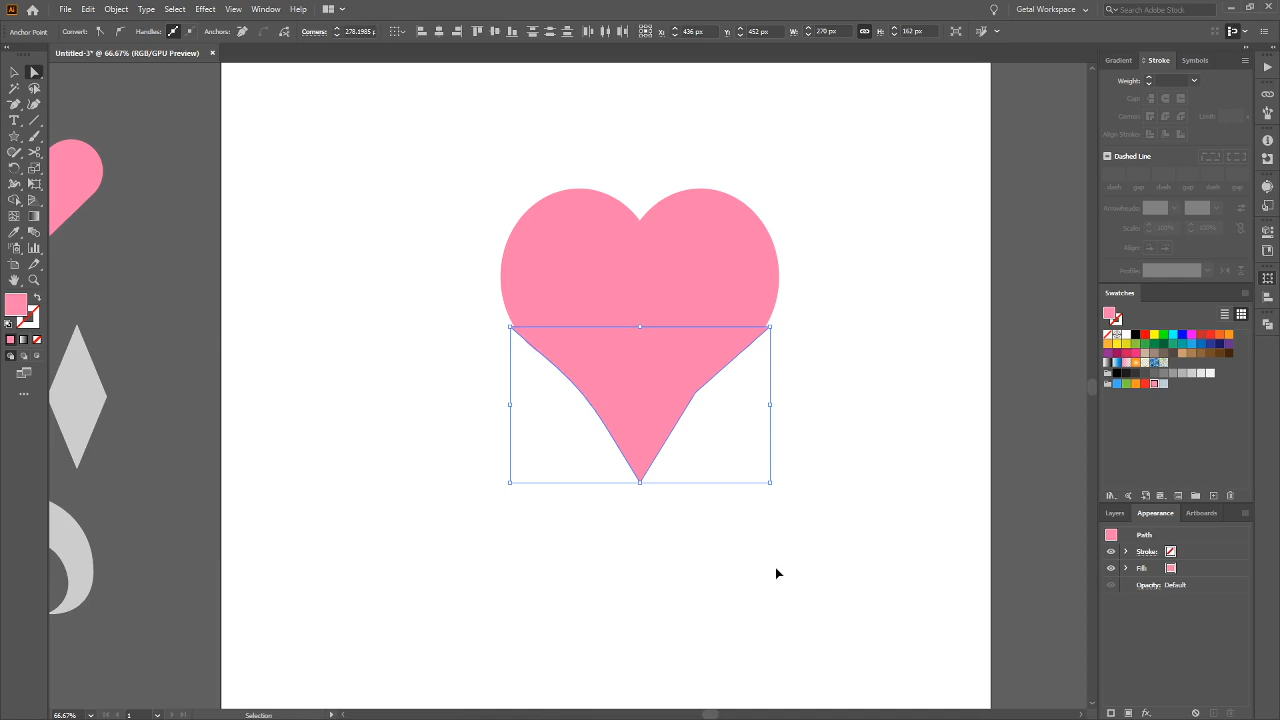 Ai File Edit Object Type Select Effect View Window Help Getal Workspace Search Adobe Stock
Anchor Point Convert: Handles: Anchors: Corners: 278.1985 p X: 436 px Y: 452 px W: 270 px H: 162 px
Untitled-3* @ 66.67% (RGB/GPU Preview) ×
Gradient Stroke Symbols
Weight:
Cap:
Corner: Limit: x
Align Stroke:
Dashed Line
dash gap dash gap dash gap
Arrowheads:
Scale: 100% 100%
Align:
Profile:
Swatches
Layers Appearance Artboards
Path
Stroke:
Fill:
Opacity: Default
66.67% 1 Selection